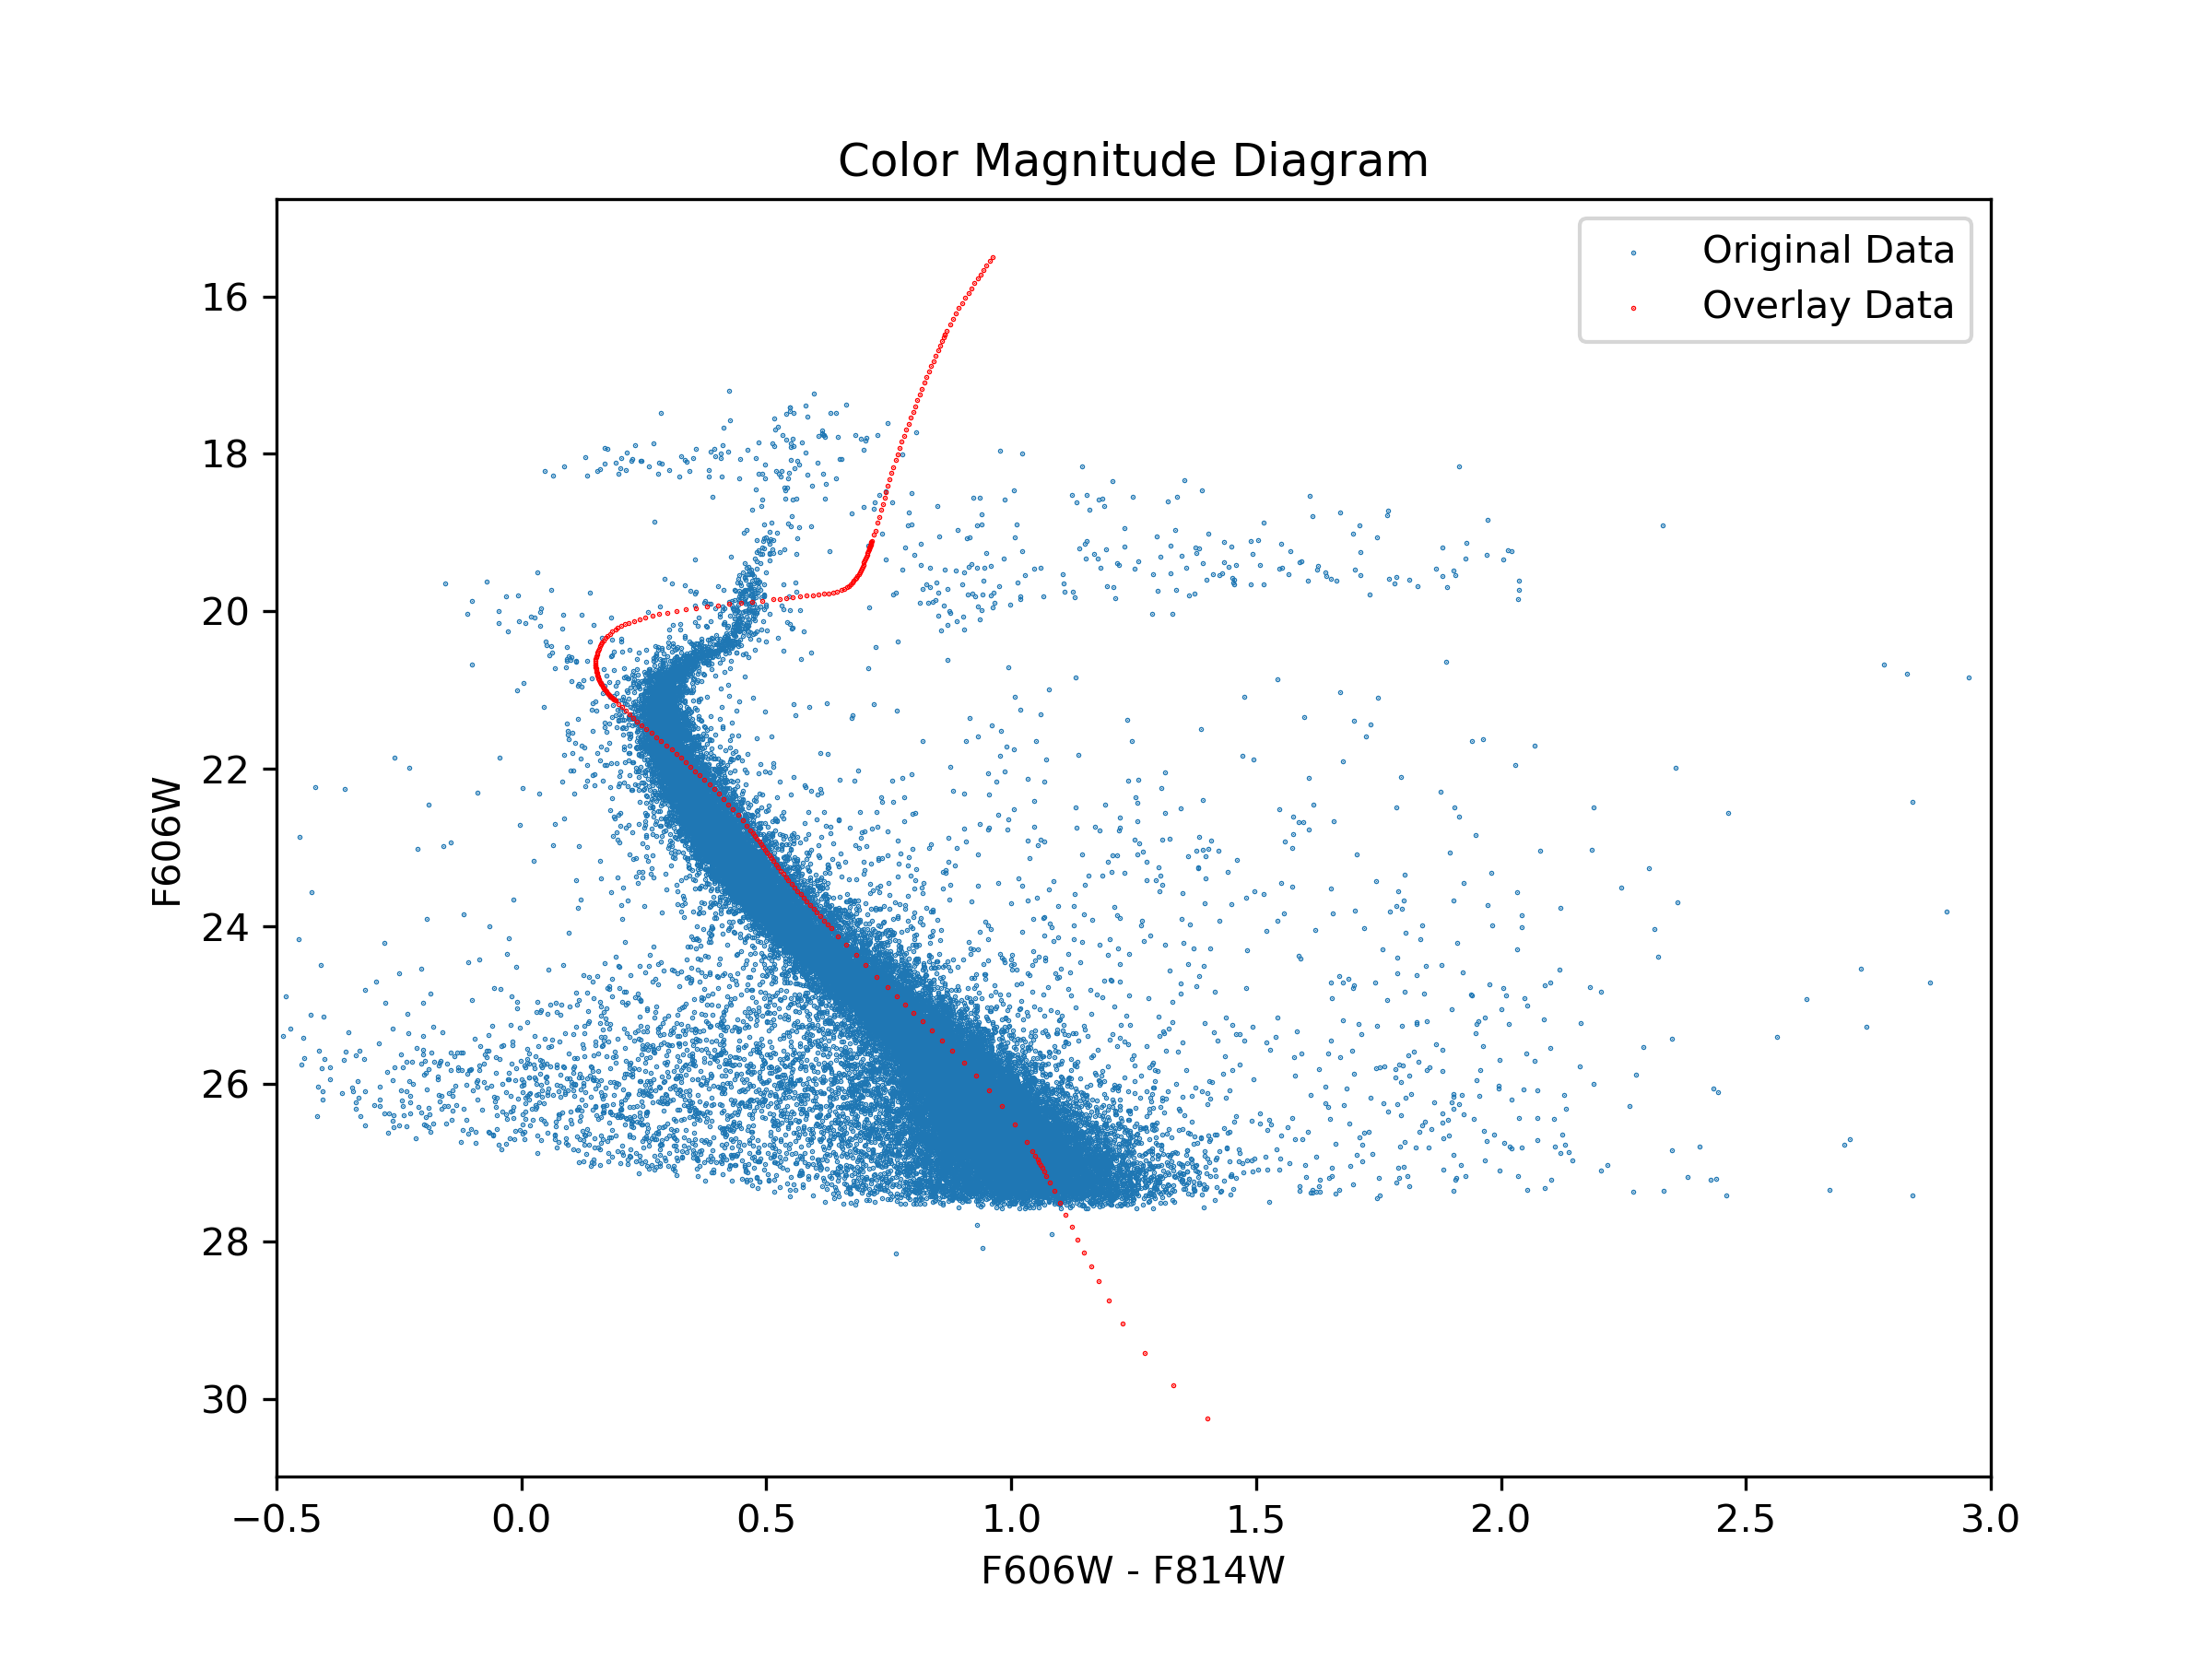 Color Magnitude Diagram
Original Data
Overlay Data
16
18
20
22
24
26
28
30
F606W
−0.5 0.0 0.5 1.0 1.5 2.0 2.5 3.0
F606W - F814W